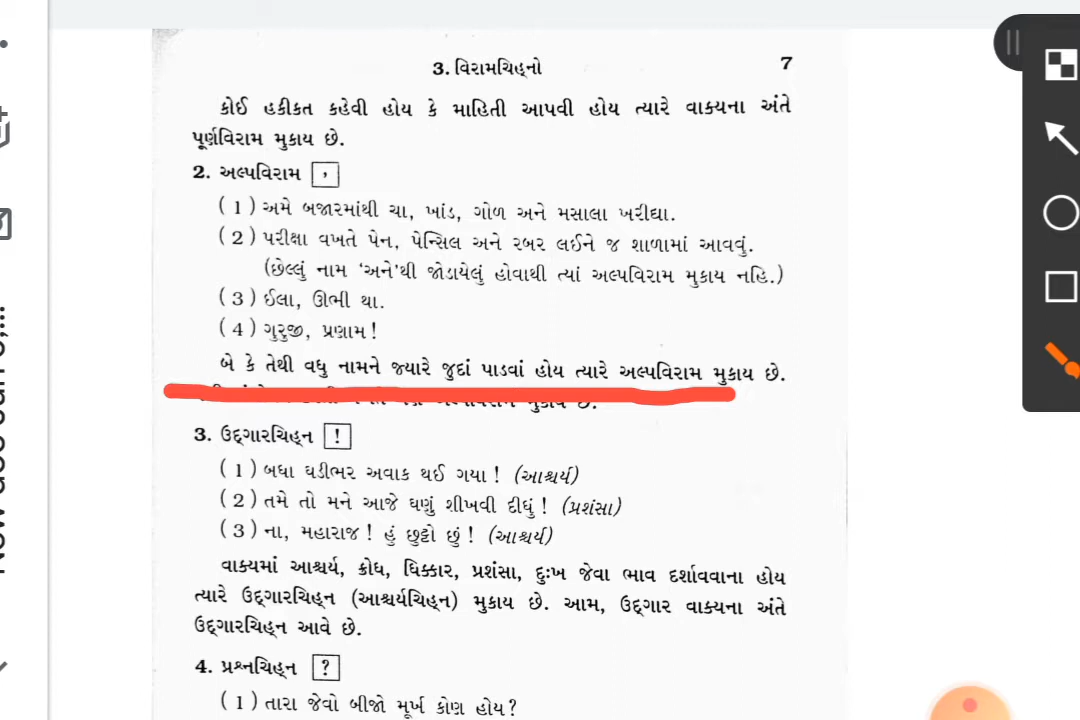 3. વિરામચિહ્નો 7
કોઈ હકીકત કહેવી હોય કે માહિતી આપવી હોય ત્યારે વાક્યના અંતે
પૂર્ણવિરામ મુકાય છે.
2. અલ્પવિરામ ,
(1) અમે બજારમાંથી ચા, ખાંડ, ગોળ અને મસાલા ખરીદ્યા.
(2) પરીક્ષા વખતે પેન, પેન્સિલ અને રબર લઈને જ શાળામાં આવવું.
(છેલ્લું નામ ‘અને’થી જોડાયેલું હોવાથી ત્યાં અલ્પવિરામ મુકાય નહિ.)
(3) ઈલા, ઊભી થા.
(4) ગુરુજી, પ્રણામ!
બે કે તેથી વધુ નામને જ્યારે જુદાં પાડવાં હોય ત્યારે અલ્પવિરામ મુકાય છે.
અલ્પવિરામ મુકાય છે.
3. ઉદ્ગારચિહ્ન !
(1) બધા ઘડીભર અવાક થઈ ગયા! (આશ્ચર્ય)
(2) તમે તો મને આજે ઘણું શીખવી દીધું! (પ્રશંસા)
(3) ના, મહારાજ! હું છુટ્ટો છું! (આશ્ચર્ય)
વાક્યમાં આશ્ચર્ય, ક્રોધ, ધિક્કાર, પ્રશંસા, દુઃખ જેવા ભાવ દર્શાવવાના હોય
ત્યારે ઉદ્ગારચિહ્ન (આશ્ચર્યચિહ્ન) મુકાય છે. આમ, ઉદ્ગાર વાક્યના અંતે
ઉદ્ગારચિહ્ન આવે છે.
4. પ્રશ્નચિહ્ન ?
(1) તારા જેવો બીજો મૂર્ખ કોણ હોય?